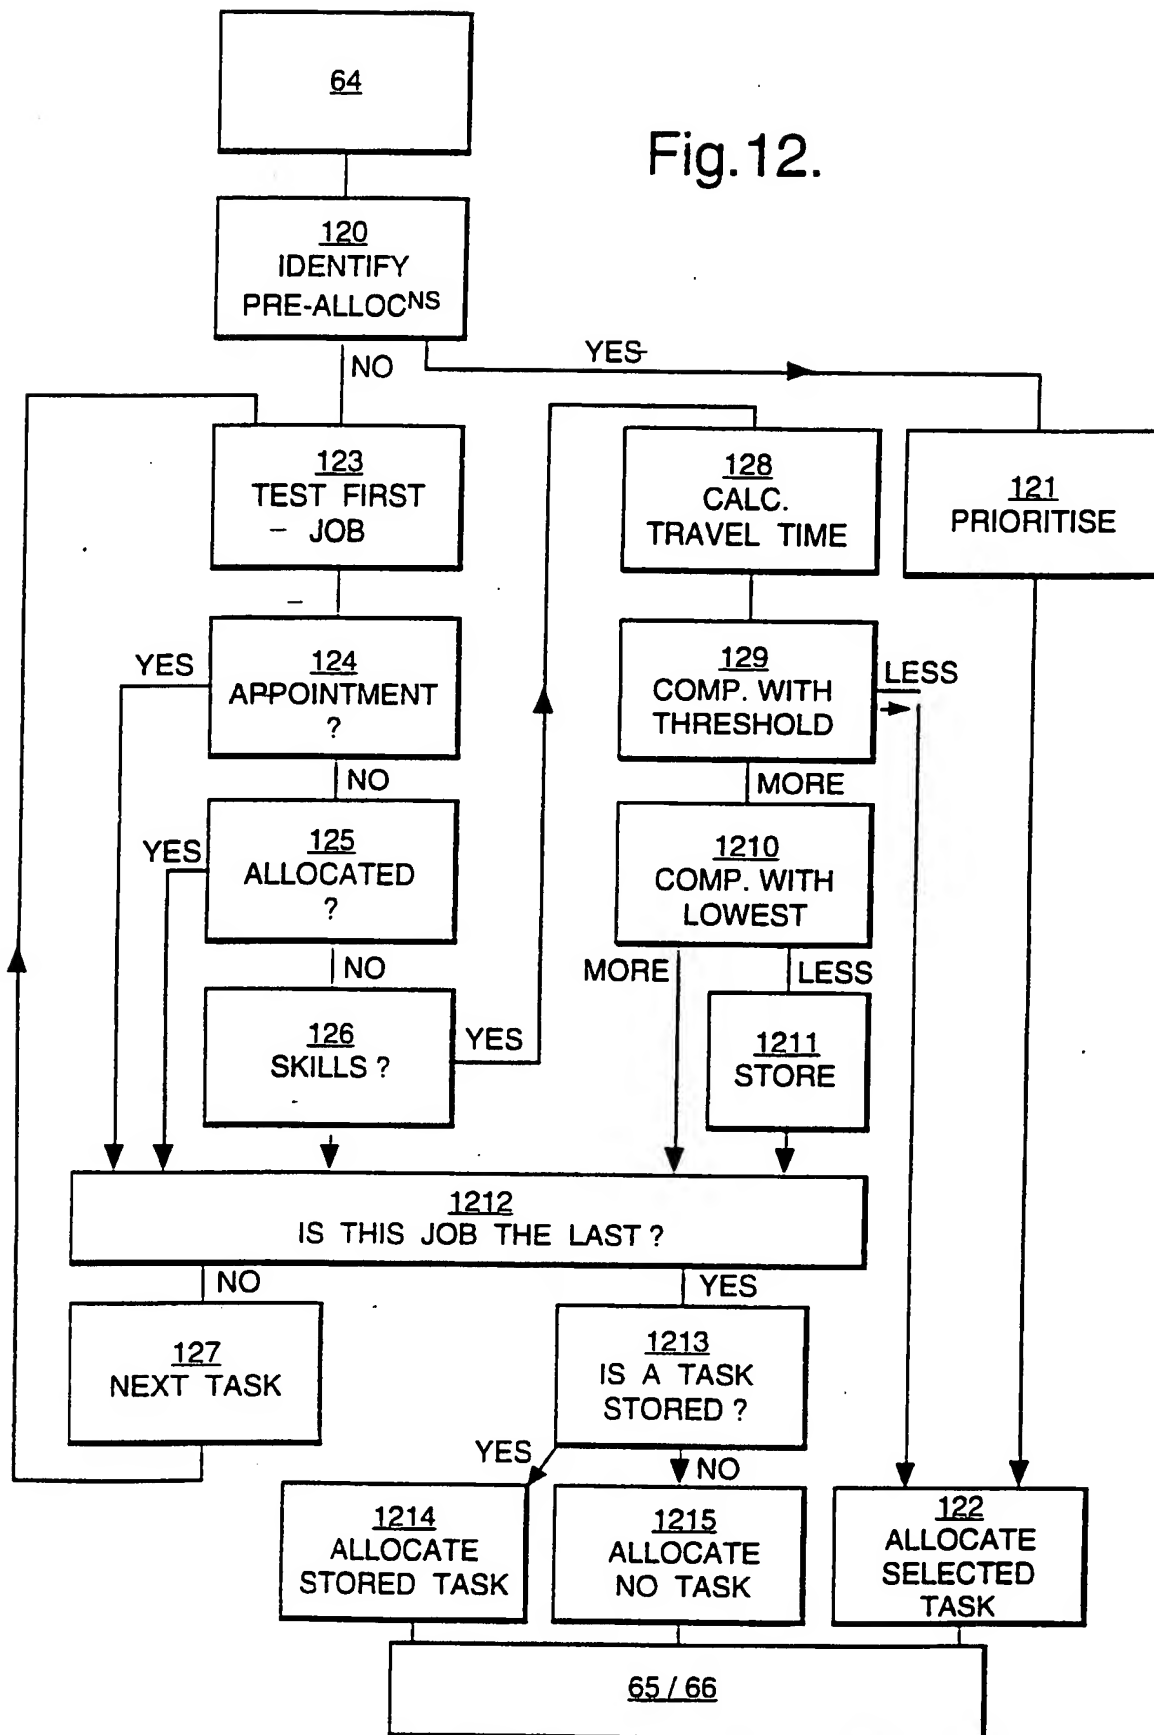 64
Fig.12.
120
IDENTIFY
PRE-ALLOCNS
NO
YES
123
TEST FIRST
JOB
128
CALC.
TRAVEL TIME
121
PRIORITISE
YES
124
APPOINTMENT
?
NO
129
COMP. WITH
THRESHOLD
LESS
MORE
YES
125
ALLOCATED
?
NO
1210
COMP. WITH
LOWEST
MORE
LESS
126
SKILLS ?
YES
1211
STORE
1212
IS THIS JOB THE LAST ?
NO
YES
127
NEXT TASK
1213
IS A TASK
STORED ?
YES
NO
1214
ALLOCATE
STORED TASK
1215
ALLOCATE
NO TASK
122
ALLOCATE
SELECTED
TASK
65 / 66